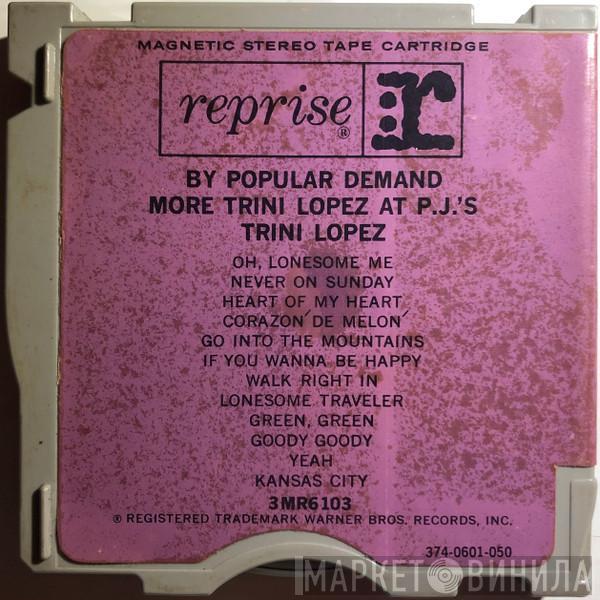 MAGNETIC STEREO TAPE CARTRIDGE
reprise® r
BY POPULAR DEMAND
MORE TRINI LOPEZ AT P.J.'S
TRINI LOPEZ
OH, LONESOME ME
NEVER ON SUNDAY
HEART OF MY HEART
CORAZON´ DE MELON´
GO INTO THE MOUNTAINS
IF YOU WANNA BE HAPPY
WALK RIGHT IN
LONESOME TRAVELER
GREEN, GREEN
GOODY GOODY
YEAH
KANSAS CITY
3MR6103
® REGISTERED TRADEMARK WARNER BROS. RECORDS, INC.
374-0601-050
МАРКЕТ ВИНИЛА